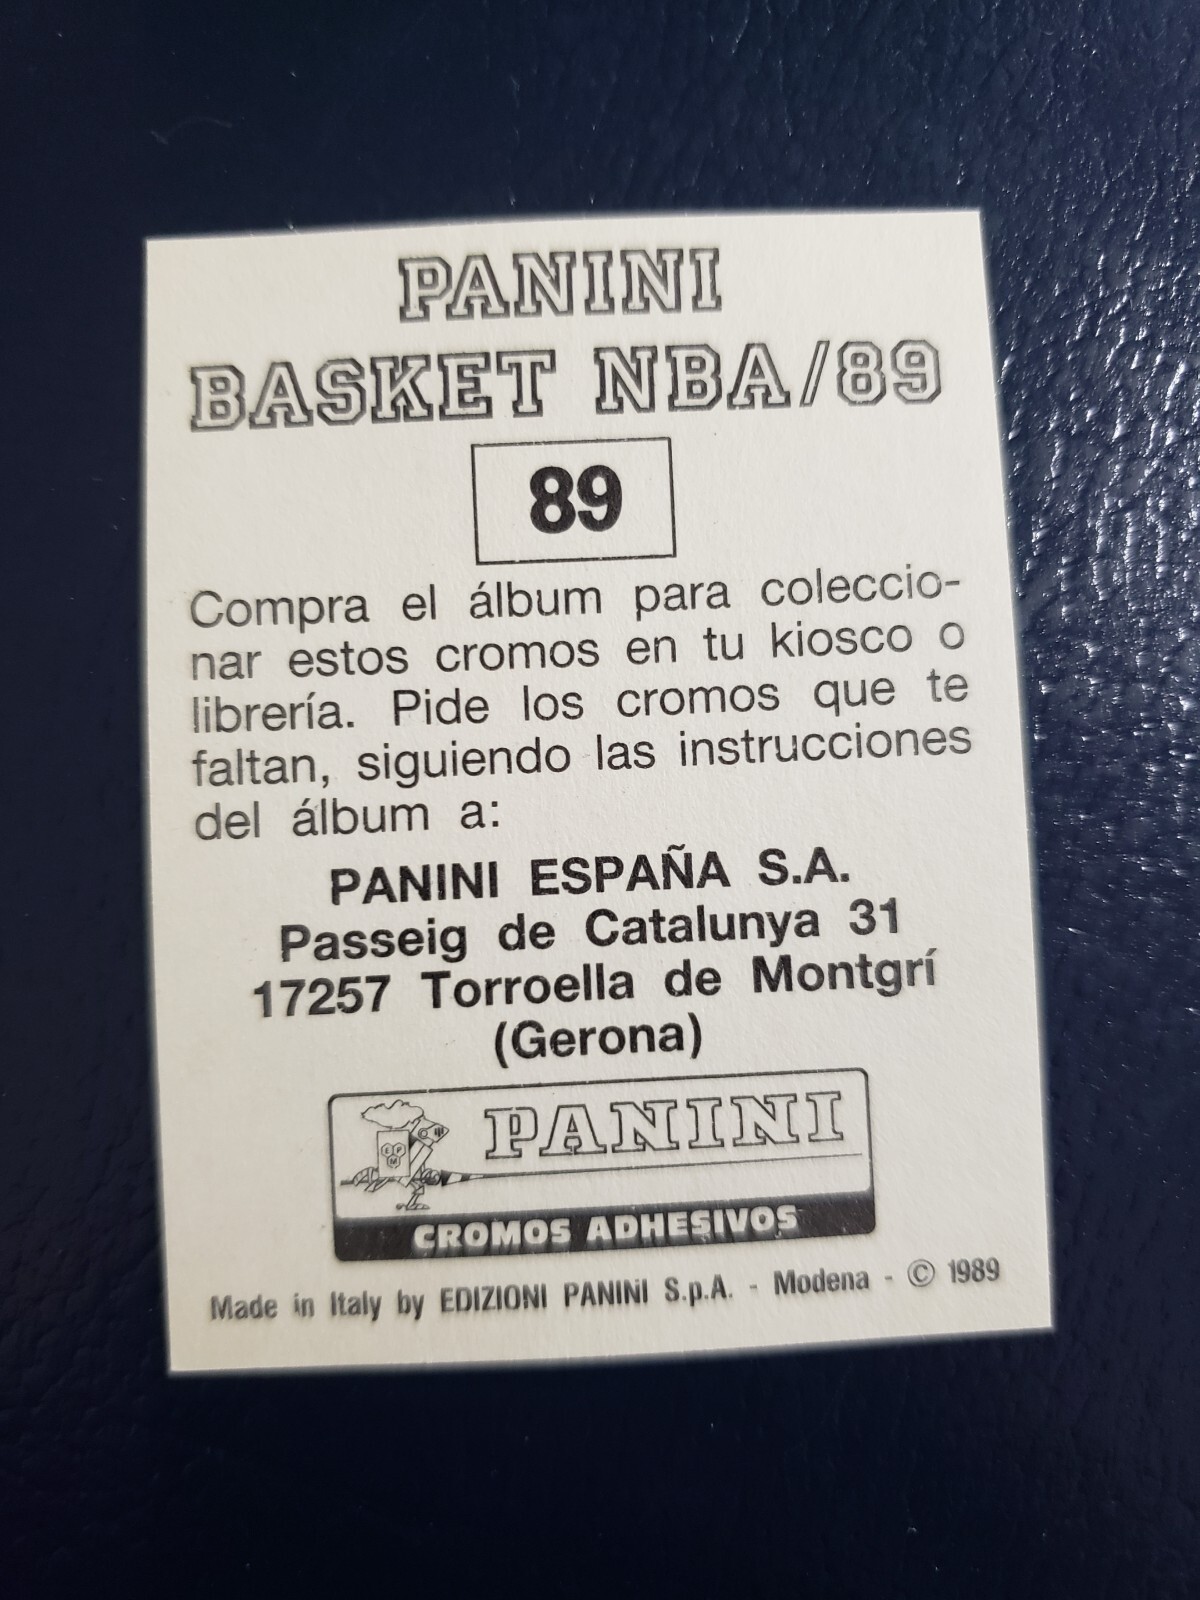 PANINI
BASKET NBA/89
89
Compra el álbum para coleccio-
nar estos cromos en tu kiosco o
librería. Pide los cromos que te
faltan, siguiendo las instrucciones
del álbum a:
PANINI ESPAÑA S.A.
Passeig de Catalunya 31
17257 Torroella de Montgrí
(Gerona)
E P
M
PANINI
CROMOS ADHESIVOS
Made in Italy by EDIZIONI PANINI S.p.A. - Modena - © 1989